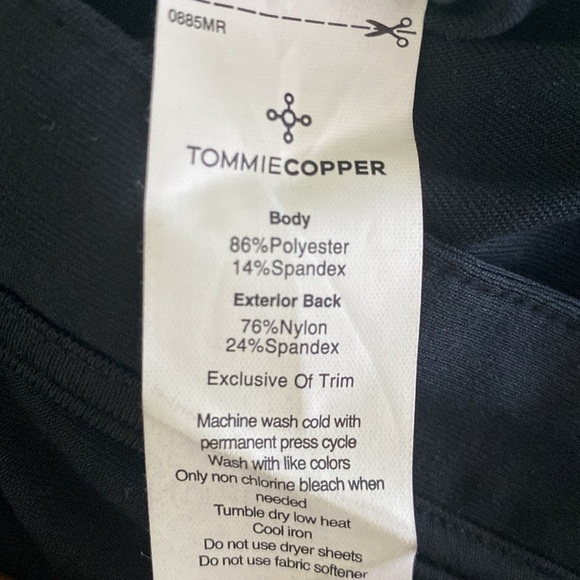 0885MR
TOMMIECOPPER
Body
86%Polyester
14%Spandex
Exterior Back
76%Nylon
24%Spandex
Exclusive Of Trim
Machine wash cold with
permanent press cycle
Wash with like colors
Only non chlorine bleach when
needed
Tumble dry low heat
Cool iron
Do not use dryer sheets
Do not use fabric softener